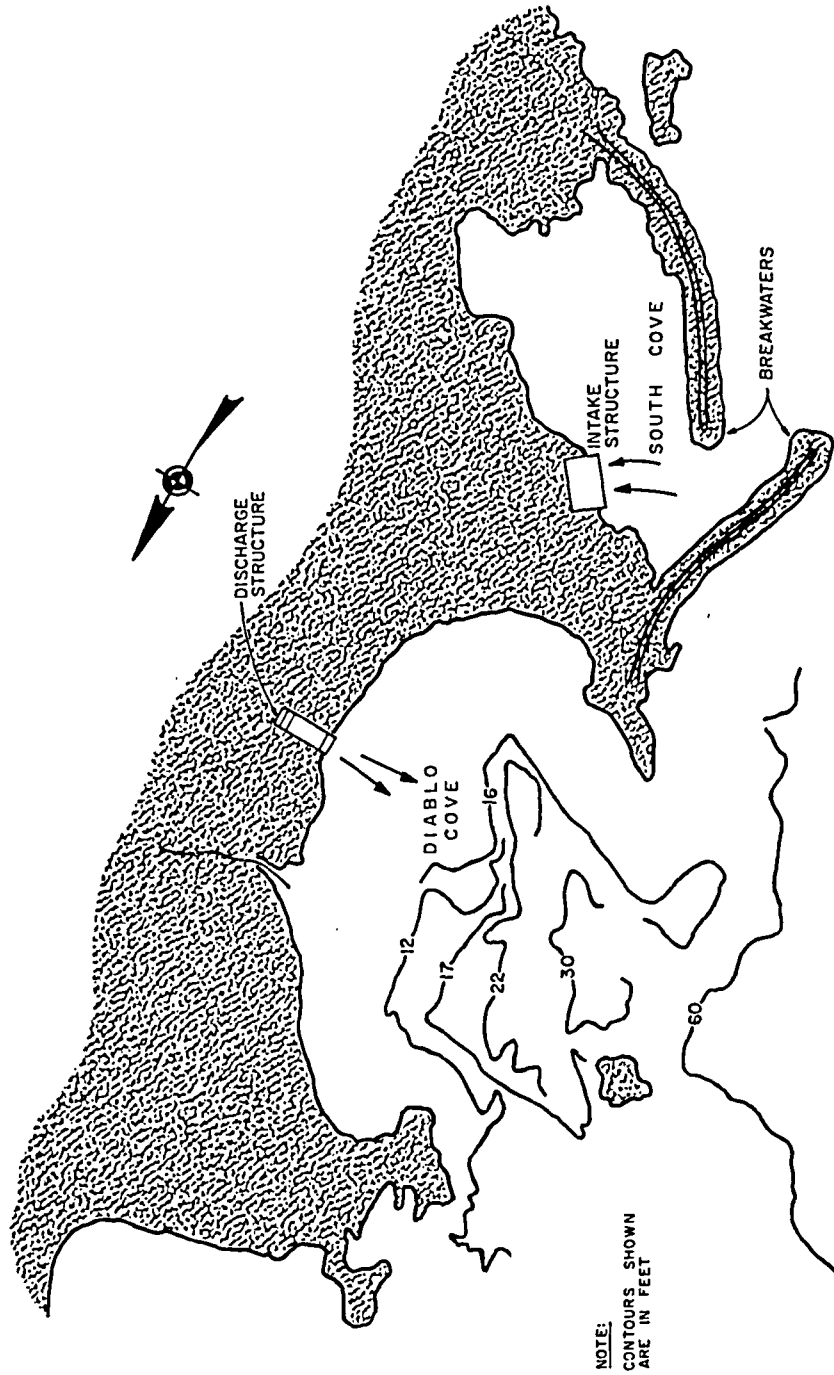 DISCHARGE
STRUCTURE
DIABLO
COVE
16
12
17
22
30
60
INTAKE
STRUCTURE
SOUTH COVE
BREAKWATERS
NOTE:
CONTOURS SHOWN
ARE IN FEET